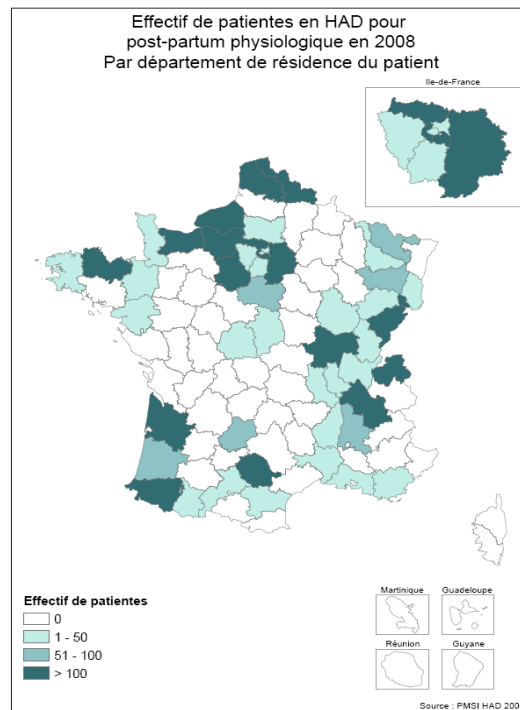 Effectif de patientes en HAD pour
post-partum physiologique en 2008
Par département de résidence du patient
Ile-de-France
Effectif de patientes
0
1 - 50
51 - 100
> 100
Martinique
Guadeloupe
Réunion
Guyane
Source : PMSI HAD 200